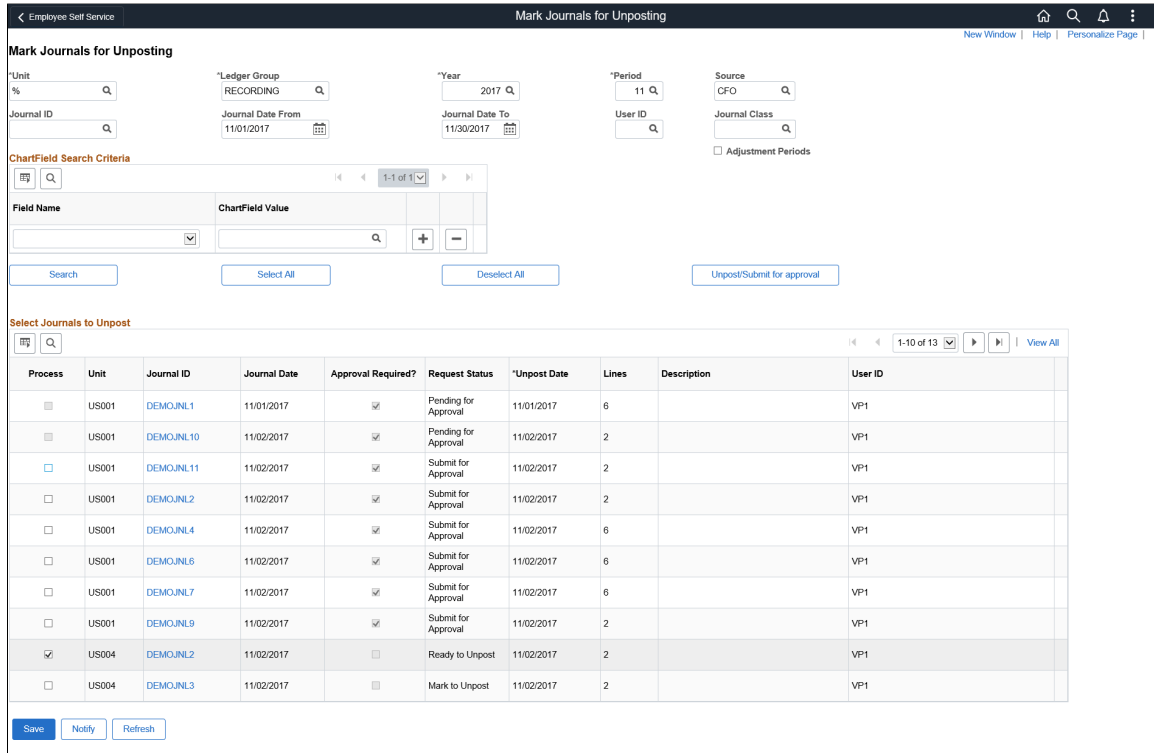 Employee Self Service
Mark Journals for Unposting
New Window | Help | Personalize Page |
Mark Journals for Unposting
*Unit *Ledger Group *Year *Period Source
% RECORDING 2017 11 CFO
Journal ID Journal Date From Journal Date To User ID Journal Class
11/01/2017 11/30/2017
Adjustment Periods
ChartField Search Criteria
1-1 of 1
Field Name ChartField Value
Search Select All Deselect All Unpost/Submit for approval
Select Journals to Unpost
1-10 of 13 | View All
Process Unit Journal ID Journal Date Approval Required? Request Status *Unpost Date Lines Description User ID
US001 DEMOJNL1 11/01/2017 Pending for Approval 11/01/2017 6 VP1
US001 DEMOJNL10 11/02/2017 Pending for Approval 11/02/2017 2 VP1
US001 DEMOJNL11 11/02/2017 Submit for Approval 11/02/2017 2 VP1
US001 DEMOJNL2 11/02/2017 Submit for Approval 11/02/2017 2 VP1
US001 DEMOJNL4 11/02/2017 Submit for Approval 11/02/2017 6 VP1
US001 DEMOJNL6 11/02/2017 Submit for Approval 11/02/2017 6 VP1
US001 DEMOJNL7 11/02/2017 Submit for Approval 11/02/2017 6 VP1
US001 DEMOJNL9 11/02/2017 Submit for Approval 11/02/2017 2 VP1
US004 DEMOJNL2 11/02/2017 Ready to Unpost 11/02/2017 2 VP1
US004 DEMOJNL3 11/02/2017 Mark to Unpost 11/02/2017 2 VP1
Save Notify Refresh